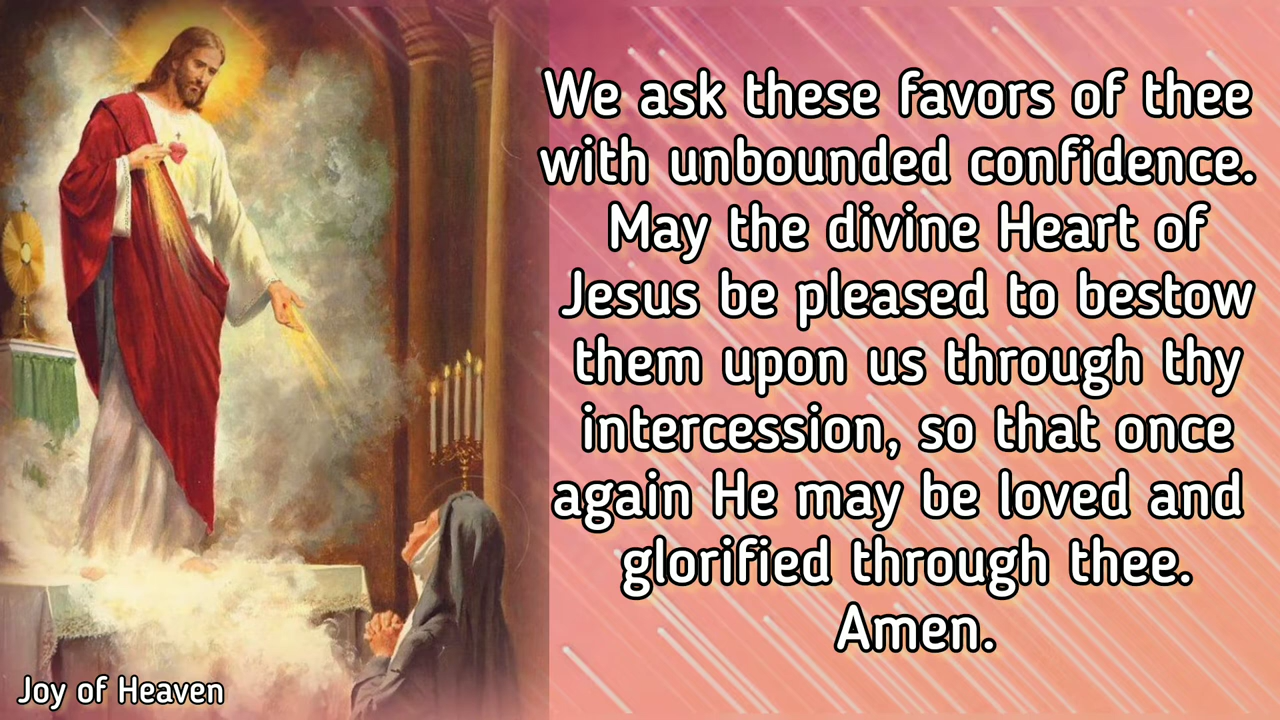 We ask these favors of thee
with unbounded confidence.
May the divine Heart of
Jesus be pleased to bestow
them upon us through thy
intercession, so that once
again He may be loved and
glorified through thee.
Amen.
Joy of Heaven